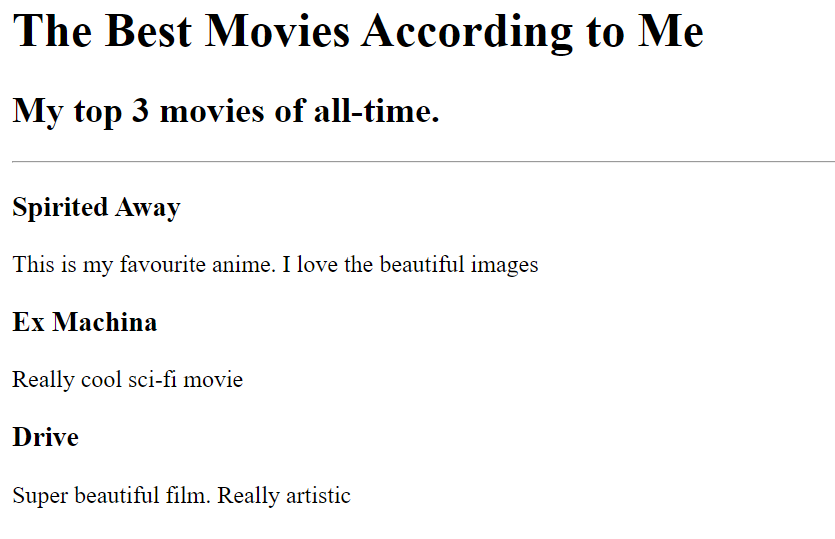 The Best Movies According to Me
My top 3 movies of all-time.
Spirited Away
This is my favourite anime. I love the beautiful images
Ex Machina
Really cool sci-fi movie
Drive
Super beautiful film. Really artistic